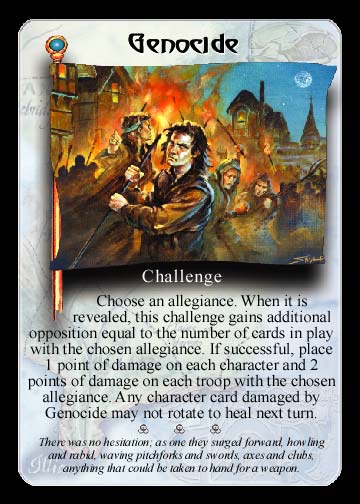 Genocide
Challenge
Choose an allegiance. When it is
revealed, this challenge gains additional
opposition equal to the number of cards in play
with the chosen allegiance. If successful, place
1 point of damage on each character and 2
points of damage on each troop with the chosen
allegiance. Any character card damaged by
Genocide may not rotate to heal next turn.
There was no hesitation; as one they surged forward, howling
and rabid, waving pitchforks and swords, axes and clubs,
anything that could be taken to hand for a weapon.